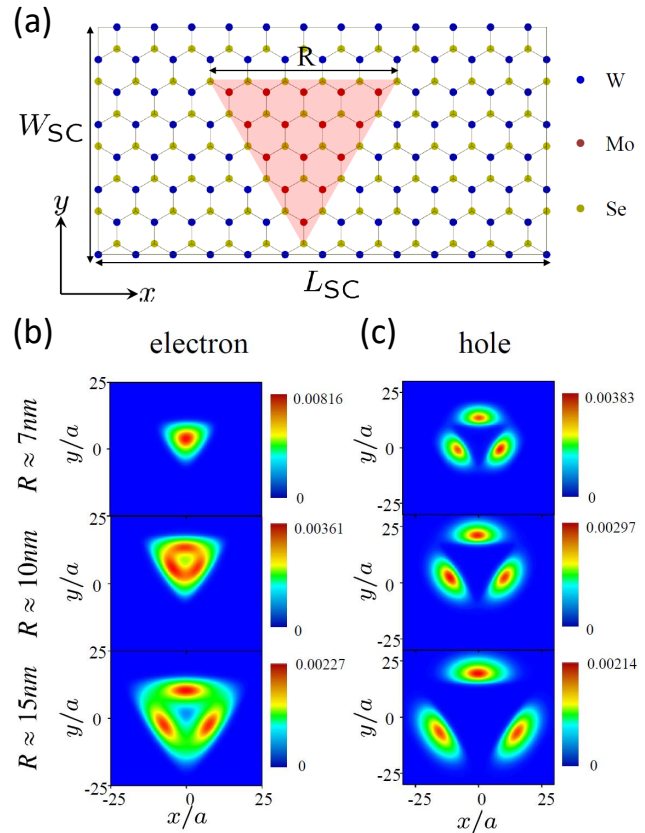 (a)
R
W
Mo
Se
W_SC
y
x
L_SC
(b)
electron
(c)
hole
R ≈ 7nm
y/a
25
0
0.00816
0
y/a
25
0
-25
0.00383
0
R ≈ 10nm
y/a
25
0
0.00361
0
y/a
25
0
-25
0.00297
0
R ≈ 15nm
y/a
25
0
-25
0.00227
0
y/a
25
0
-25
0.00214
0
0
25
x/a
-25
0
25
x/a